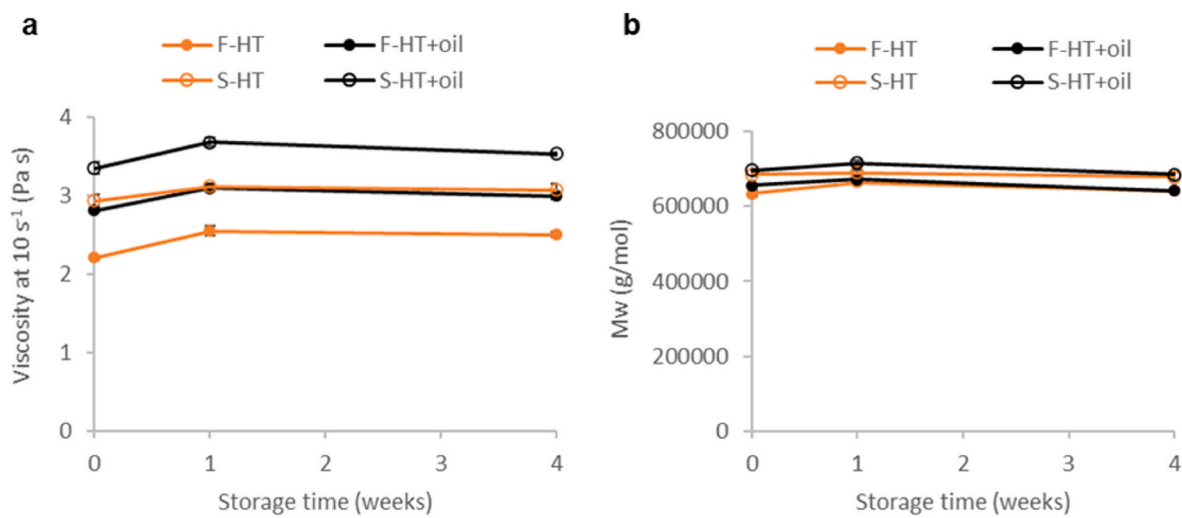 a
F-HT
F-HT+oil
S-HT
S-HT+oil
Viscosity at 10 s⁻¹ (Pa s)
4
3
2
1
0
0 1 2 3 4
Storage time (weeks)
b
F-HT
F-HT+oil
S-HT
S-HT+oil
Mw (g/mol)
800000
600000
400000
200000
0
0 1 2 3 4
Storage time (weeks)